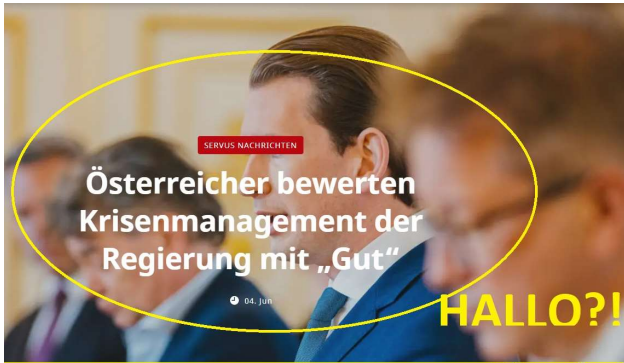 SERVUS NACHRICHTEN
Österreicher bewerten
Krisenmanagement der
Regierung mit „Gut“
04. Jun
HALLO?!